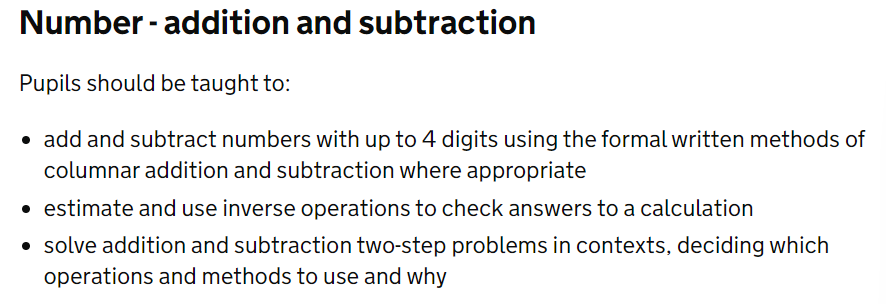 Number - addition and subtraction
Pupils should be taught to:
• add and subtract numbers with up to 4 digits using the formal written methods of
columnar addition and subtraction where appropriate
• estimate and use inverse operations to check answers to a calculation
• solve addition and subtraction two-step problems in contexts, deciding which
operations and methods to use and why